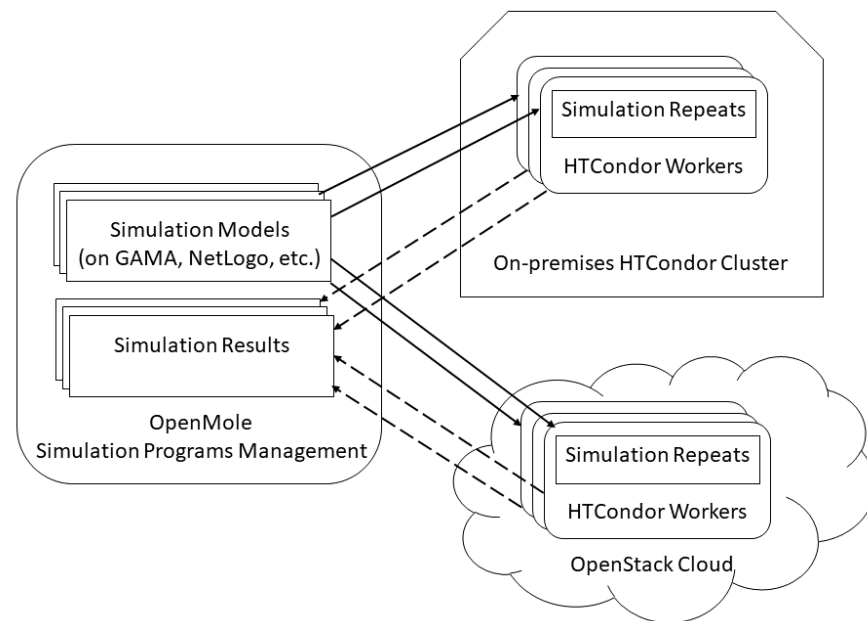 Simulation Repeats
HTCondor Workers
On-premises HTCondor Cluster
Simulation Models
(on GAMA, NetLogo, etc.)
Simulation Results
OpenMole
Simulation Programs Management
Simulation Repeats
HTCondor Workers
OpenStack Cloud